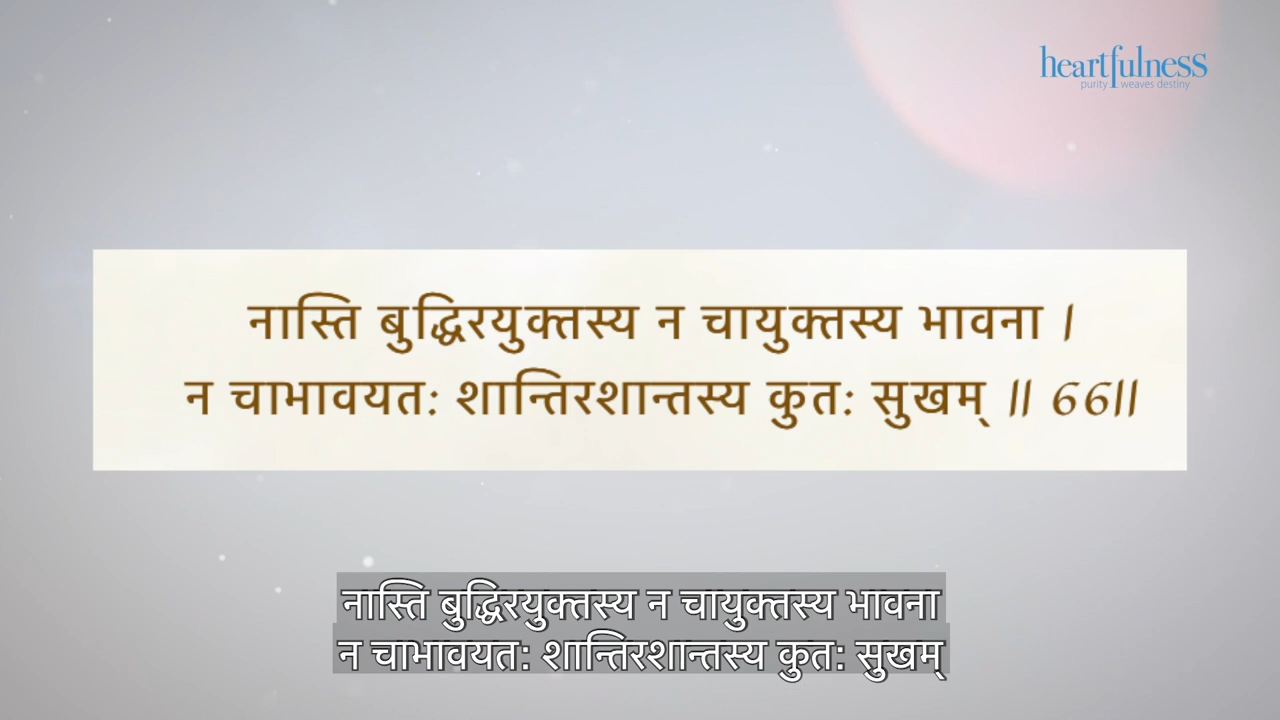 heartfulness
purity weaves destiny
नास्ति बुद्धिरयुक्तस्य न चायुक्तस्य भावना ।
न चाभावयतः शान्तिरशान्तस्य कुतः सुखम् ॥ 66॥
नास्ति बुद्धिरयुक्तस्य न चायुक्तस्य भावना
न चाभावयतः शान्तिरशान्तस्य कुतः सुखम्